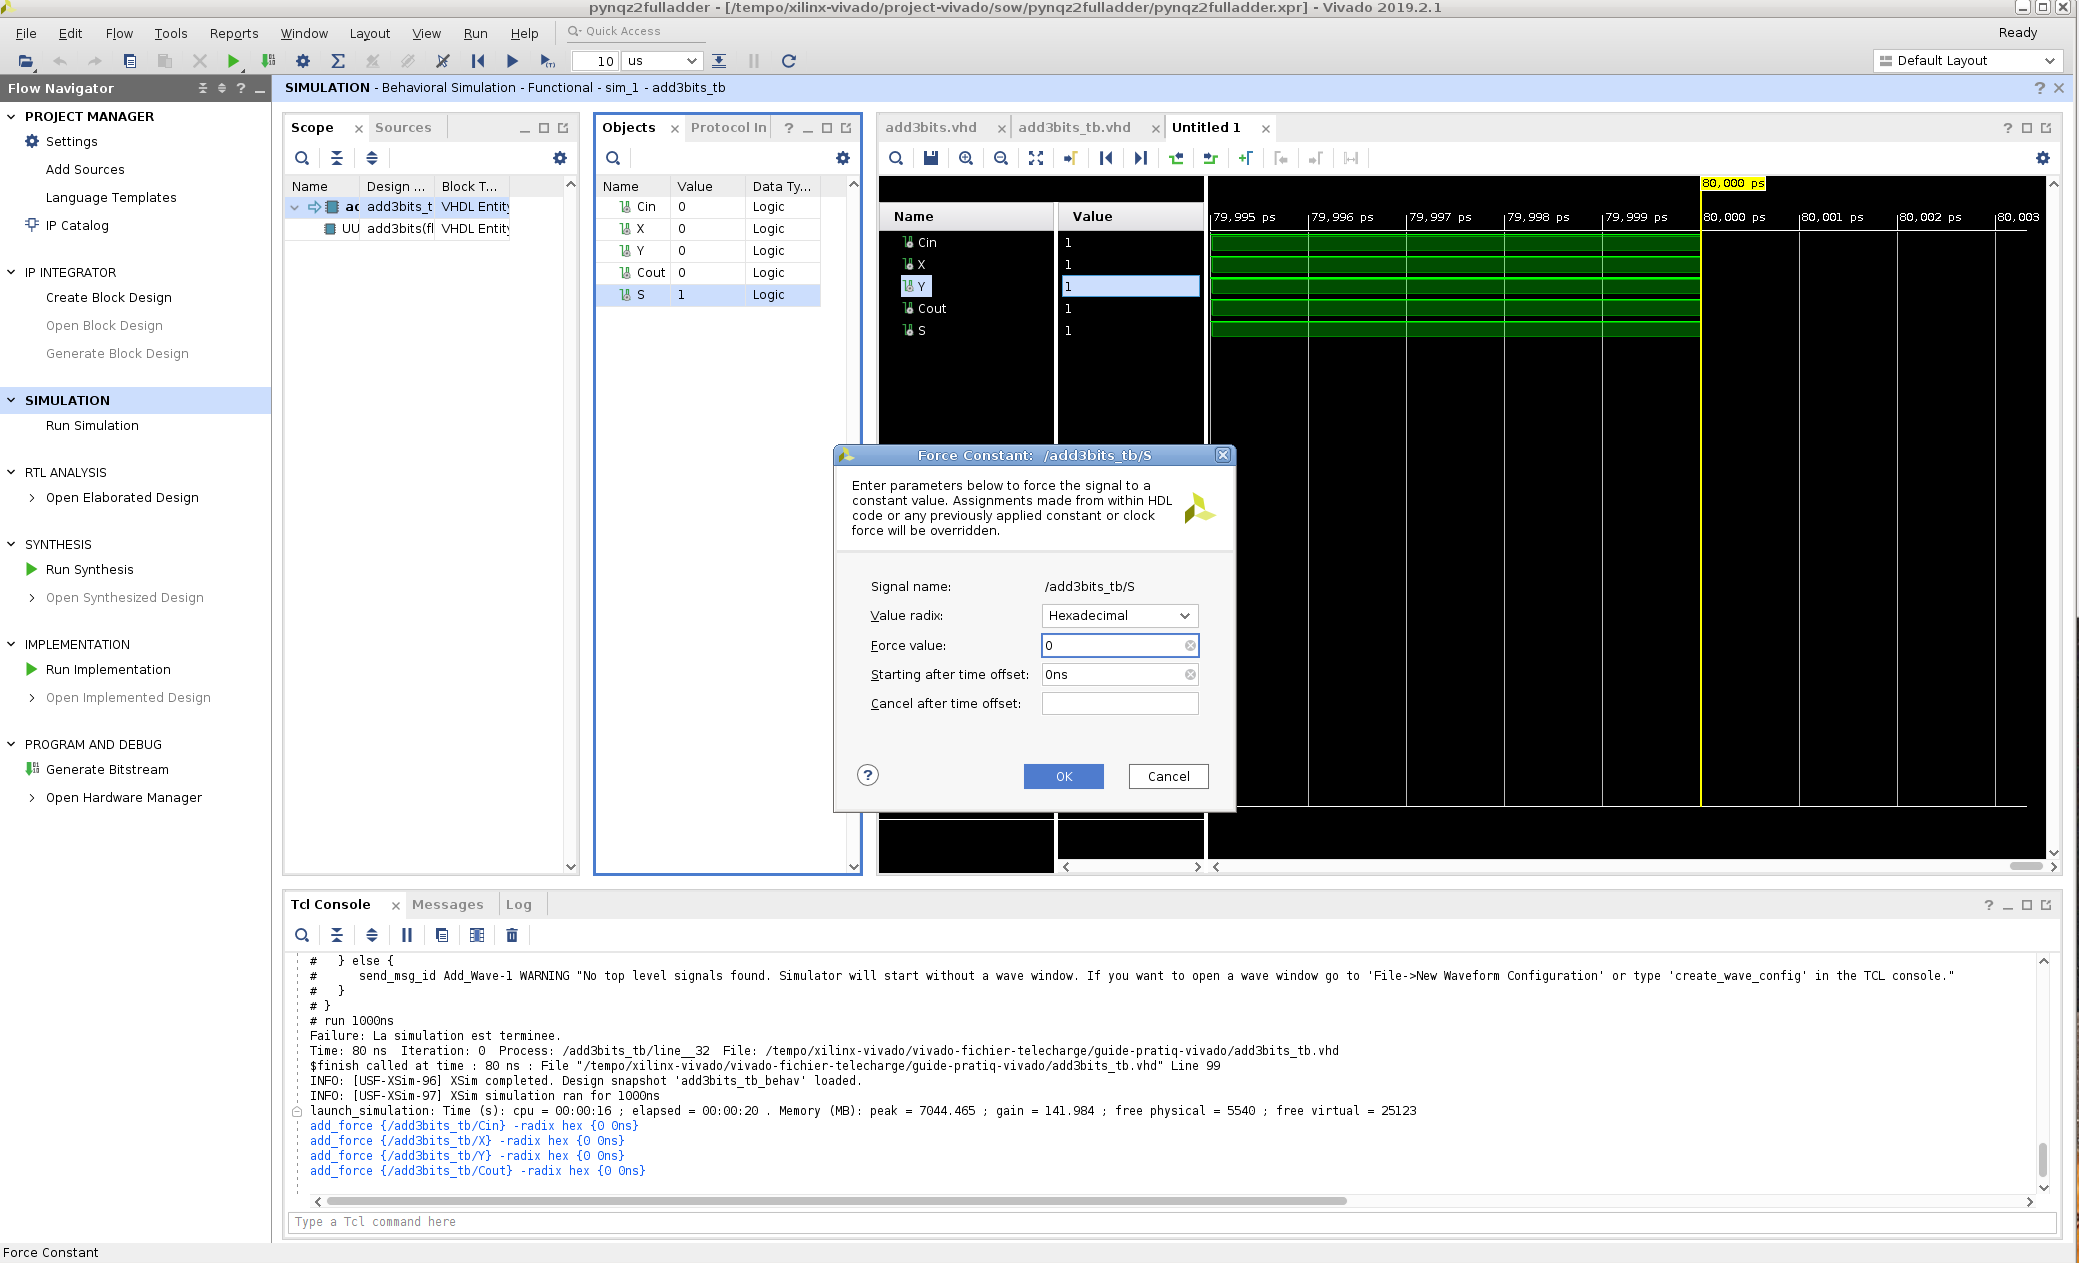 pynqz2fulladder - [/tempo/xilinx-vivado/project-vivado/sow/pynqz2fulladder/pynqz2fulladder.xpr] - Vivado 2019.2.1
File Edit Flow Tools Reports Window Layout View Run Help Quick Access Ready
10 us Default Layout
Flow Navigator
PROJECT MANAGER
Settings
Add Sources
Language Templates
IP Catalog
IP INTEGRATOR
Create Block Design
Open Block Design
Generate Block Design
SIMULATION
Run Simulation
RTL ANALYSIS
Open Elaborated Design
SYNTHESIS
Run Synthesis
Open Synthesized Design
IMPLEMENTATION
Run Implementation
Open Implemented Design
PROGRAM AND DEBUG
Generate Bitstream
Open Hardware Manager
SIMULATION - Behavioral Simulation - Functional - sim_1 - add3bits_tb
Scope Sources
Name Design ... Block T...
ad add3bits_t VHDL Entity
UU add3bits(fl VHDL Entity
Objects Protocol In
Name Value Data Ty...
Cin 0 Logic
X 0 Logic
Y 0 Logic
Cout 0 Logic
S 1 Logic
add3bits.vhd add3bits_tb.vhd Untitled 1
80,000 ps
Name Value
79,995 ps 79,996 ps 79,997 ps 79,998 ps 79,999 ps 80,000 ps 80,001 ps 80,002 ps 80,003
Cin 1
X 1
Y 1
Cout 1
S 1
Force Constant: /add3bits_tb/S
Enter parameters below to force the signal to a
constant value. Assignments made from within HDL
code or any previously applied constant or clock
force will be overridden.
Signal name: /add3bits_tb/S
Value radix: Hexadecimal
Force value: 0
Starting after time offset: 0ns
Cancel after time offset:
? OK Cancel
Tcl Console Messages Log
# } else {
# send_msg_id Add_Wave-1 WARNING "No top level signals found. Simulator will start without a wave window. If you want to open a wave window go to 'File->New Waveform Configuration' or type 'create_wave_config' in the TCL console."
# }
# }
# run 1000ns
Failure: La simulation est terminee.
Time: 80 ns Iteration: 0 Process: /add3bits_tb/line__32 File: /tempo/xilinx-vivado/vivado-fichier-telecharge/guide-pratiq-vivado/add3bits_tb.vhd
$finish called at time : 80 ns : File "/tempo/xilinx-vivado/vivado-fichier-telecharge/guide-pratiq-vivado/add3bits_tb.vhd" Line 99
INFO: [USF-XSim-96] XSim completed. Design snapshot 'add3bits_tb_behav' loaded.
INFO: [USF-XSim-97] XSim simulation ran for 1000ns
launch_simulation: Time (s): cpu = 00:00:16 ; elapsed = 00:00:20 . Memory (MB): peak = 7044.465 ; gain = 141.984 ; free physical = 5540 ; free virtual = 25123
add_force {/add3bits_tb/Cin} -radix hex {0 0ns}
add_force {/add3bits_tb/X} -radix hex {0 0ns}
add_force {/add3bits_tb/Y} -radix hex {0 0ns}
add_force {/add3bits_tb/Cout} -radix hex {0 0ns}
Type a Tcl command here
Force Constant